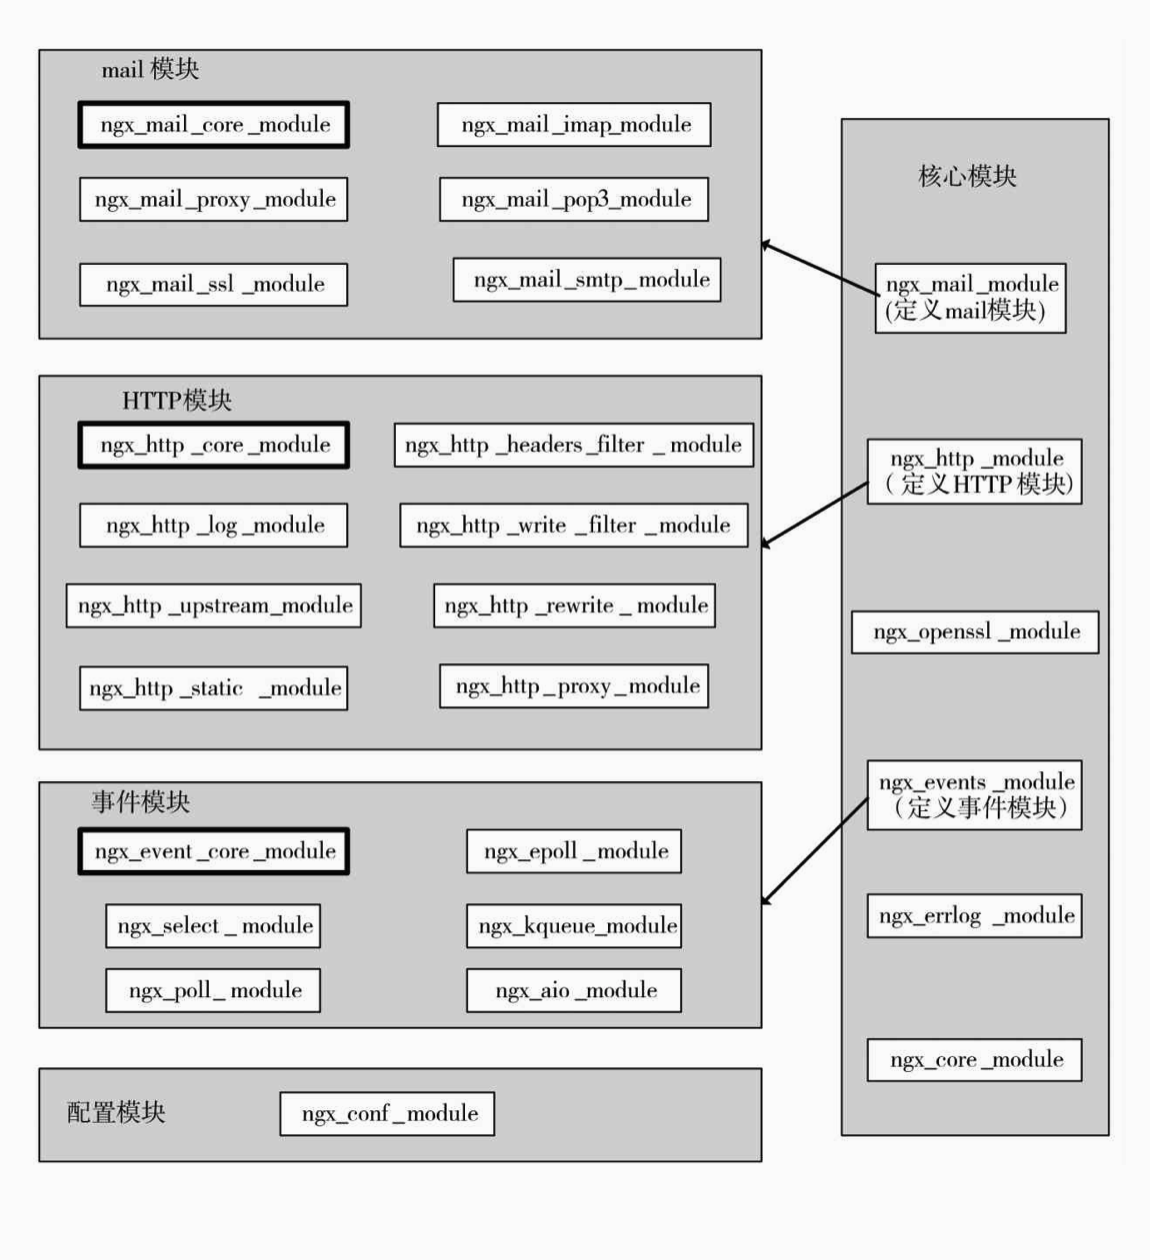 mail 模块
ngx_mail_core_module
ngx_mail_imap_module
ngx_mail_proxy_module
ngx_mail_pop3_module
ngx_mail_ssl_module
ngx_mail_smtp_module
HTTP模块
ngx_http_core_module
ngx_http_headers_filter_module
ngx_http_log_module
ngx_http_write_filter_module
ngx_http_upstream_module
ngx_http_rewrite_module
ngx_http_static_module
ngx_http_proxy_module
事件模块
ngx_event_core_module
ngx_epoll_module
ngx_select_module
ngx_kqueue_module
ngx_poll_module
ngx_aio_module
配置模块
ngx_conf_module
核心模块
ngx_mail_module
(定义mail模块)
ngx_http_module
（定义HTTP模块)
ngx_openssl_module
ngx_events_module
（定义事件模块）
ngx_errlog_module
ngx_core_module